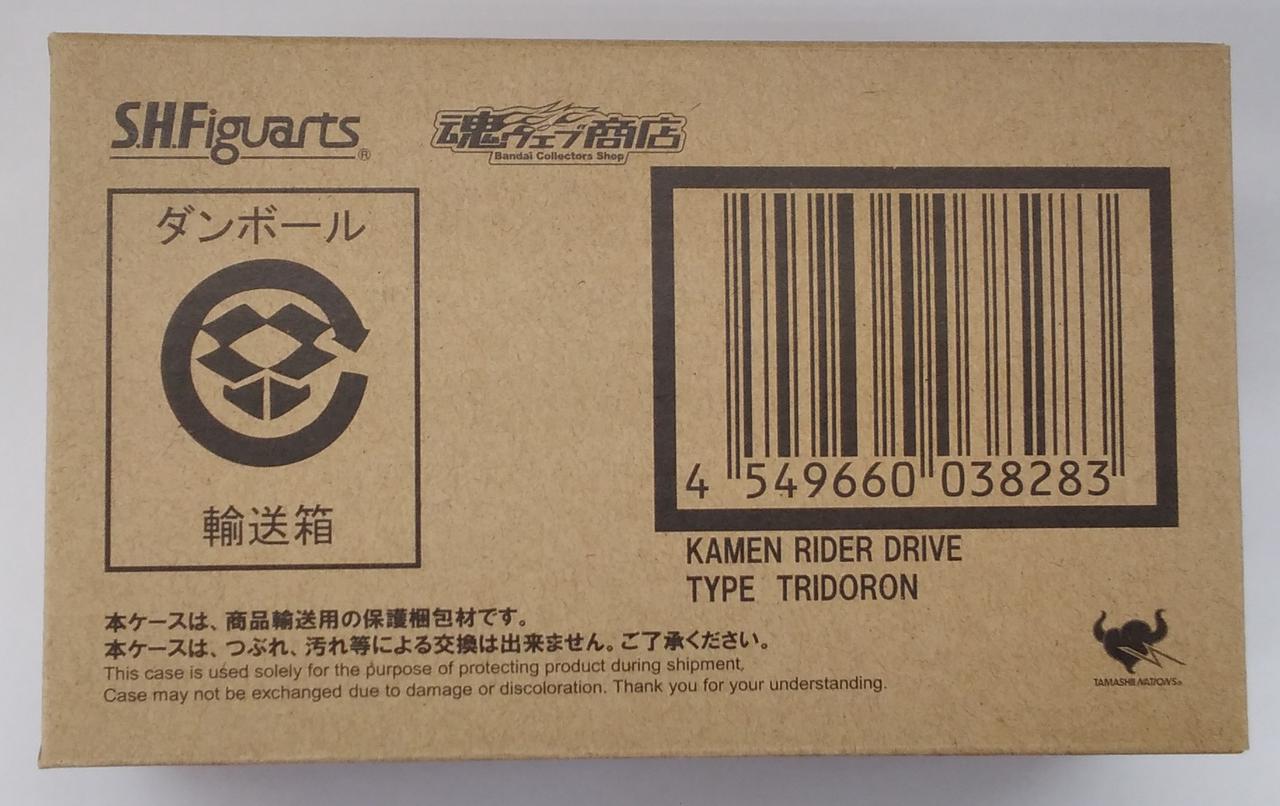 S.H.Figuarts®
魂ウェブ商店
Bandai Collectors Shop
ダンボール
輸送箱
4 549660 038283
KAMEN RIDER DRIVE
TYPE TRIDORON
本ケースは、商品輸送用の保護梱包材です。
本ケースは、つぶれ、汚れ等による交換は出来ません。ご了承ください。
This case is used solely for the purpose of protecting product during shipment.
Case may not be exchanged due to damage or discoloration. Thank you for your understanding.
TAMASHII NATIONS®